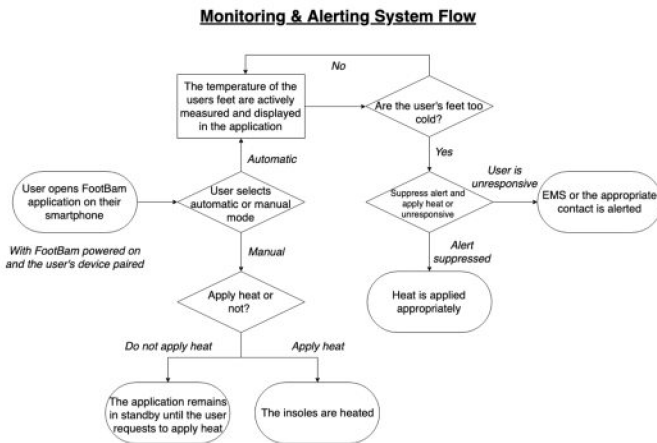 Monitoring & Alerting System Flow
No
The temperature of the
users feet are actively
measured and displayed
in the application
Are the user's feet too
cold?
Automatic
Yes
User is
unresponsive
User opens FootBam
application on their
smartphone
User selects
automatic or manual
mode
Suppress alert and
apply heat or
unresponsive
EMS or the appropriate
contact is alerted
With FootBam powered on
and the user's device paired
Manual
Alert
suppressed
Apply heat or
not?
Heat is applied
appropriately
Do not apply heat
Apply heat
The application remains
in standby until the user
requests to apply heat
The insoles are heated